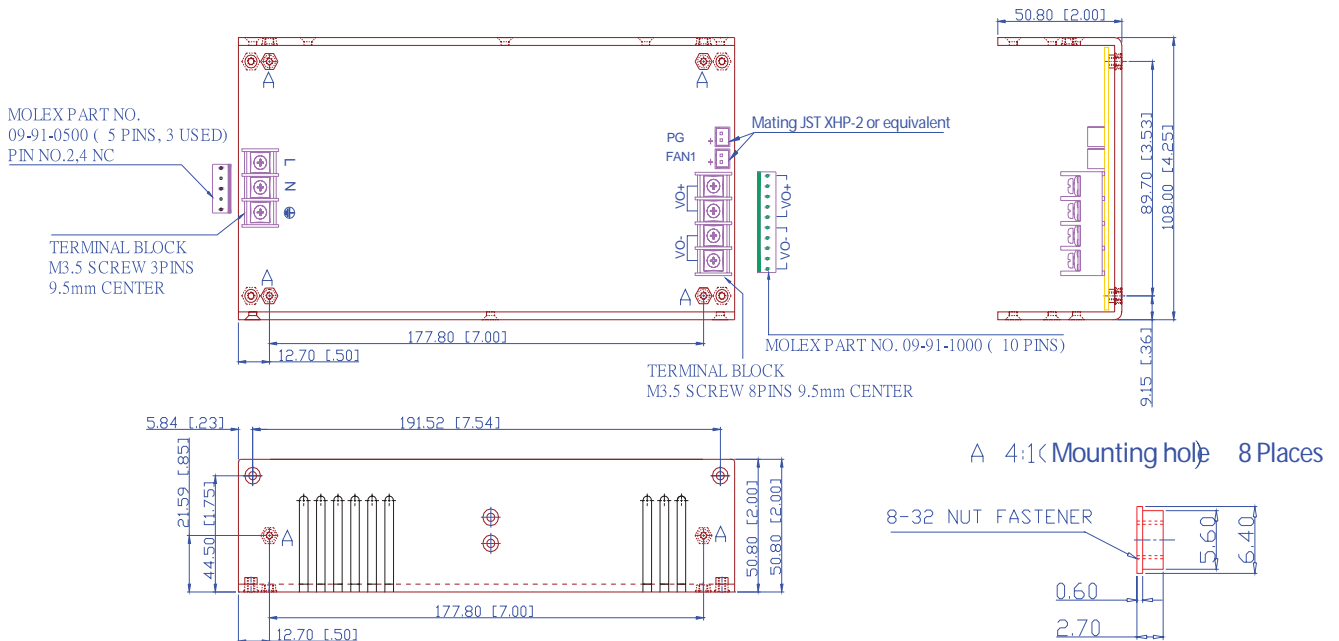 50.80 [2.00]
A
A
MOLEX PART NO.
09-91-0500 ( 5 PINS, 3 USED)
PIN NO.2,4 NC
PG
FAN1
+
+
Mating JST XHP-2 or equivalent
L
N
VO+
VO-
VO+
VO-
89.70 [3.53]
108.00 [4.25]
TERMINAL BLOCK
M3.5 SCREW 3PINS
9.5mm CENTER
A
A
177.80 [7.00]
12.70 [.50]
MOLEX PART NO. 09-91-1000 ( 10 PINS)
TERMINAL BLOCK
M3.5 SCREW 8PINS 9.5mm CENTER
9.15 [.36]
5.84 [.23]
191.52 [7.54]
21.59 [.85]
44.50 [1.75]
A
A
50.80 [2.00]
50.80 [2.00]
177.80 [7.00]
12.70 [.50]
A 4:1(Mounting hole) 8 Places
8-32 NUT FASTENER
5.60
6.40
0.60
2.70